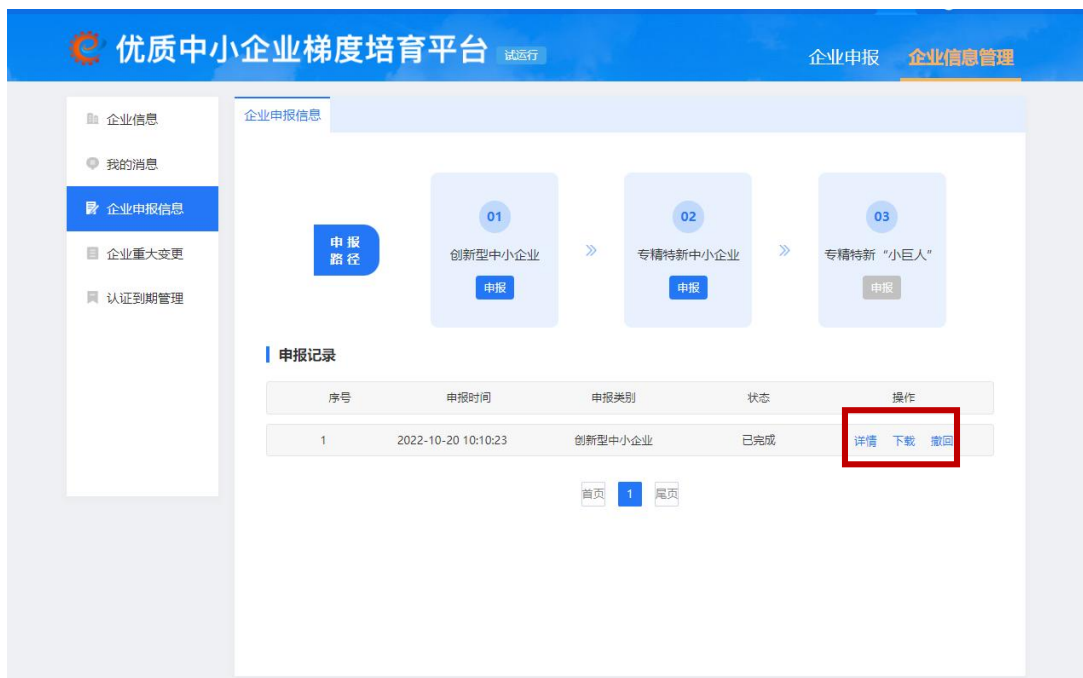 优质中小企业梯度培育平台 试运行
企业申报 企业信息管理
企业信息
我的消息
企业申报信息
企业重大变更
认证到期管理
企业申报信息
申报
路径
01
创新型中小企业
申报
02
专精特新中小企业
申报
03
专精特新“小巨人”
申报
申报记录
序号 申报时间 申报类别 状态 操作
1 2022-10-20 10:10:23 创新型中小企业 已完成 详情 下载 撤回
首页 1 尾页